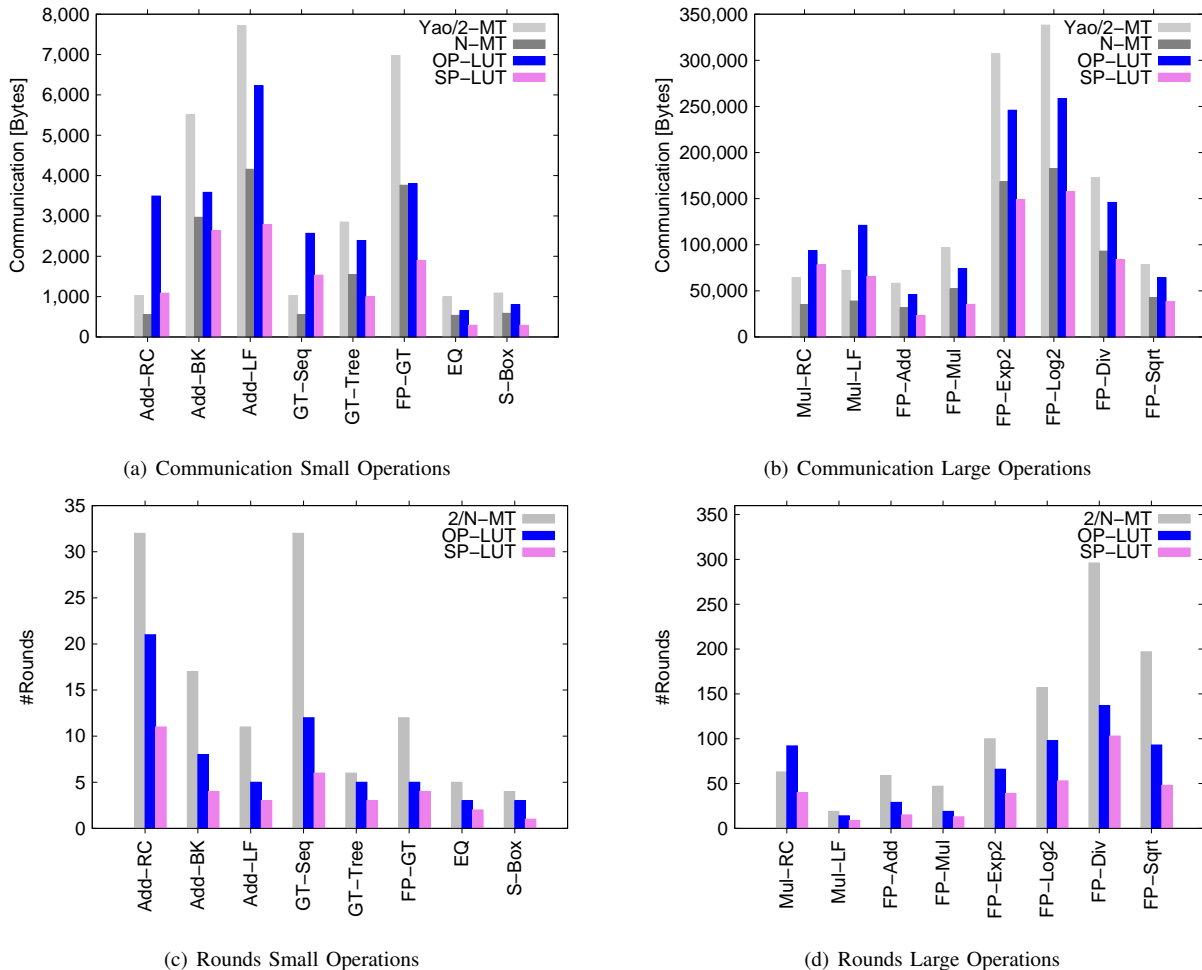 Communication [Bytes]
8,000
7,000
6,000
5,000
4,000
3,000
2,000
1,000
0
Yao/2−MT
N−MT
OP−LUT
SP−LUT
Add−RC
Add−BK
Add−LF
GT−Seq
GT−Tree
FP−GT
EQ
S−Box
(a) Communication Small Operations
Communication [Bytes]
350,000
300,000
250,000
200,000
150,000
100,000
50,000
0
Yao/2−MT
N−MT
OP−LUT
SP−LUT
Mul−RC
Mul−LF
FP−Add
FP−Mul
FP−Exp2
FP−Log2
FP−Div
FP−Sqrt
(b) Communication Large Operations
#Rounds
35
30
25
20
15
10
5
0
2/N−MT
OP−LUT
SP−LUT
Add−RC
Add−BK
Add−LF
GT−Seq
GT−Tree
FP−GT
EQ
S−Box
(c) Rounds Small Operations
#Rounds
350
300
250
200
150
100
50
0
2/N−MT
OP−LUT
SP−LUT
Mul−RC
Mul−LF
FP−Add
FP−Mul
FP−Exp2
FP−Log2
FP−Div
FP−Sqrt
(d) Rounds Large Operations